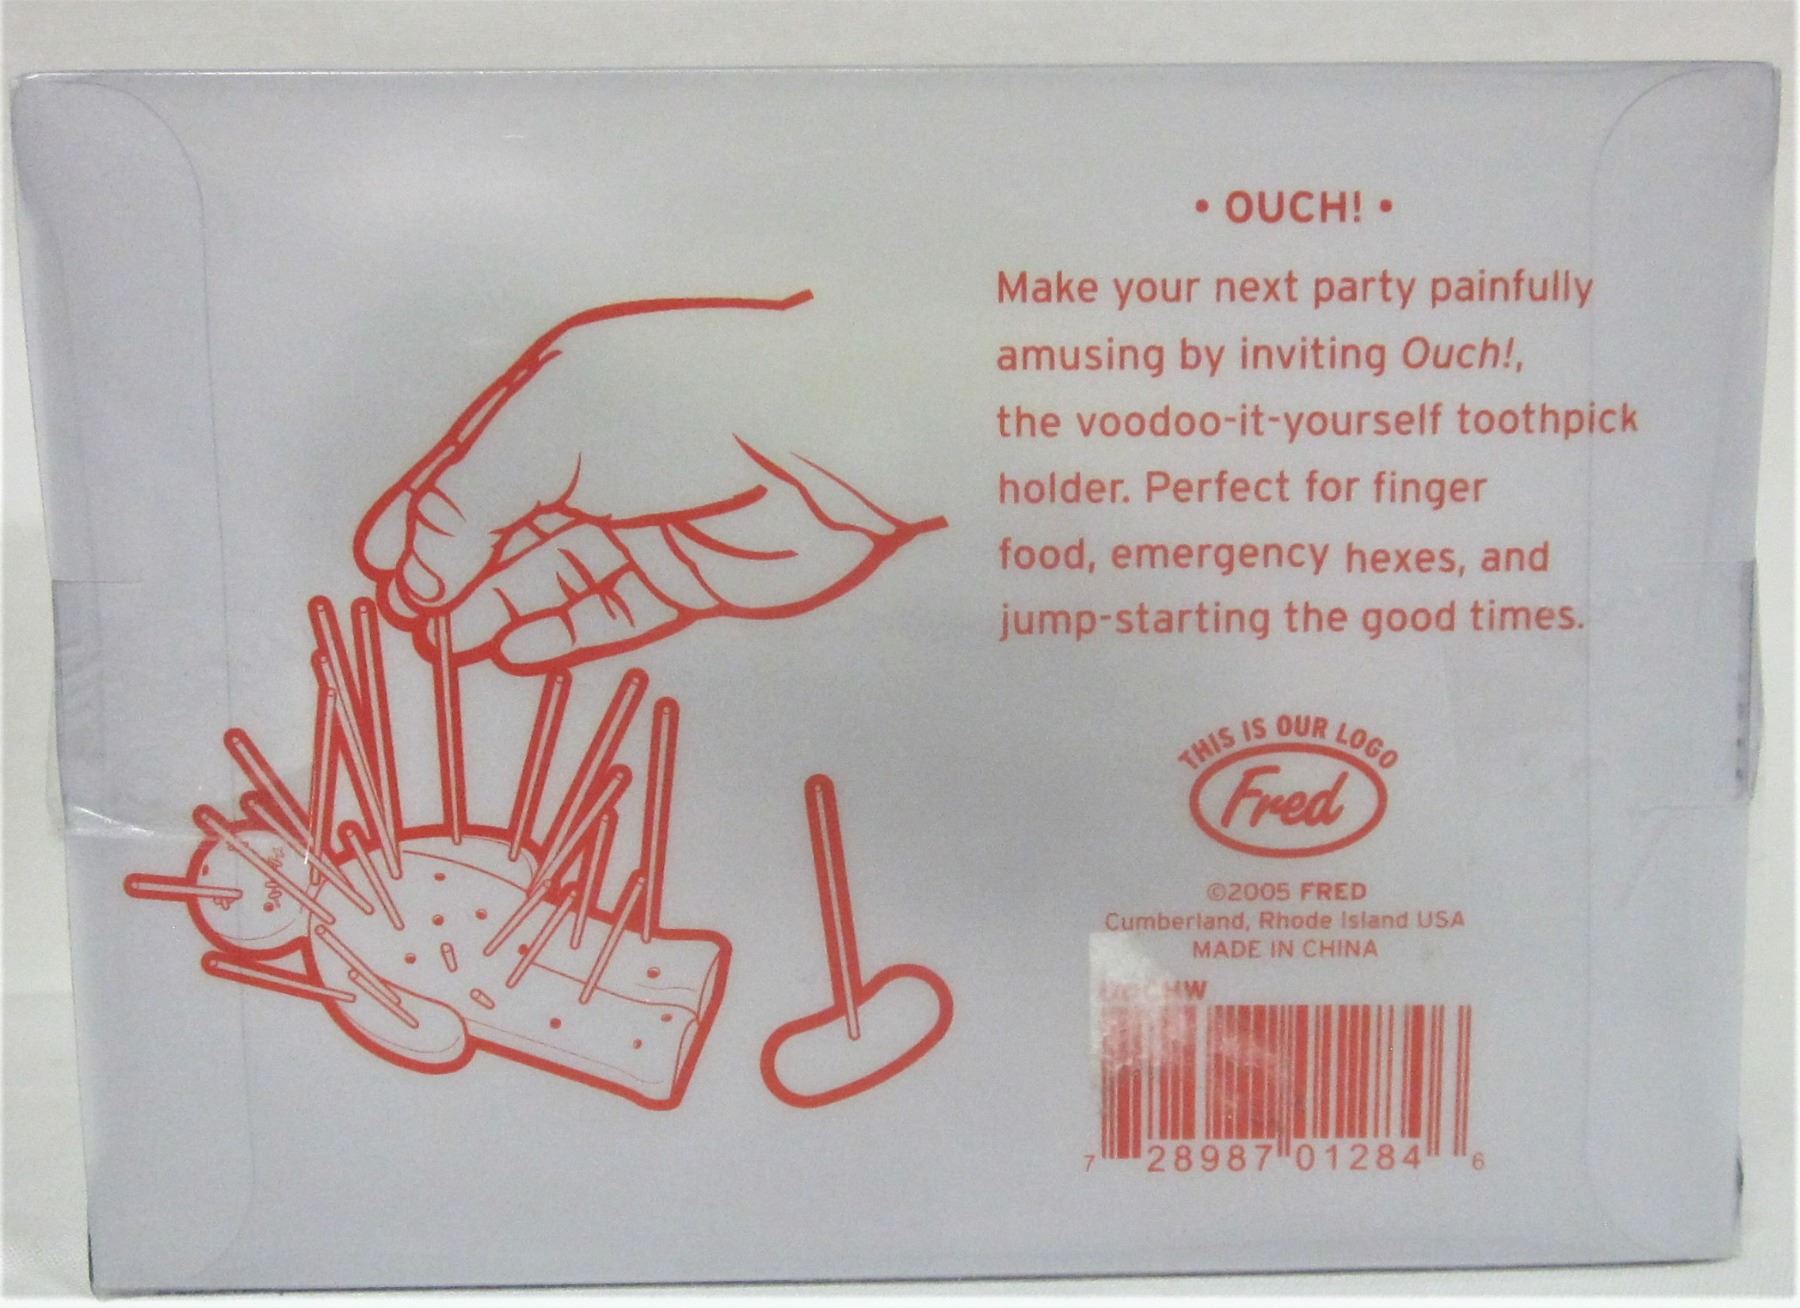 • OUCH! •
Make your next party painfully
amusing by inviting Ouch!,
the voodoo-it-yourself toothpick
holder. Perfect for finger
food, emergency hexes, and
jump-starting the good times.
THIS IS OUR LOGO
Fred
©2005 FRED
Cumberland, Rhode Island USA
MADE IN CHINA
7 28987 01284 6